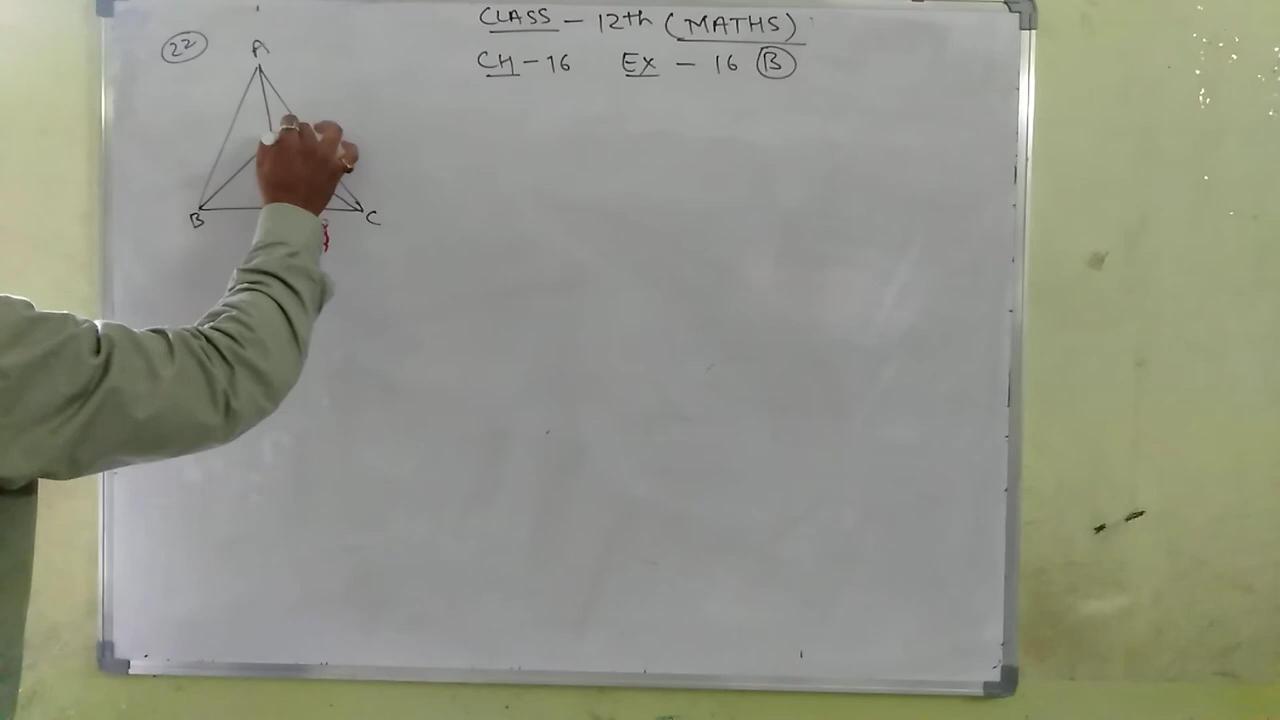 CLASS - 12th (MATHS)
CH - 16 EX - 16 (B)
(22)
A
B
C